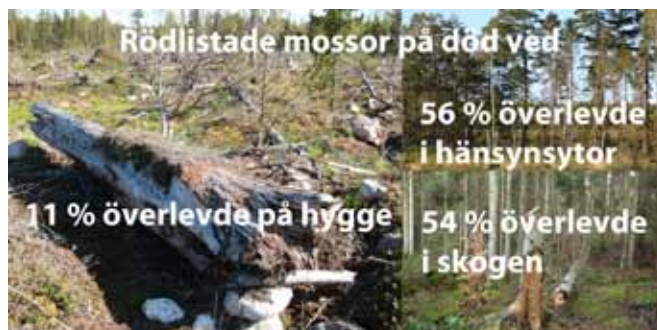 Rödlistade mossor på död ved
56 % överlevde
i hänsynsytor
11 % överlevde på hygge
54 % överlevde
i skogen